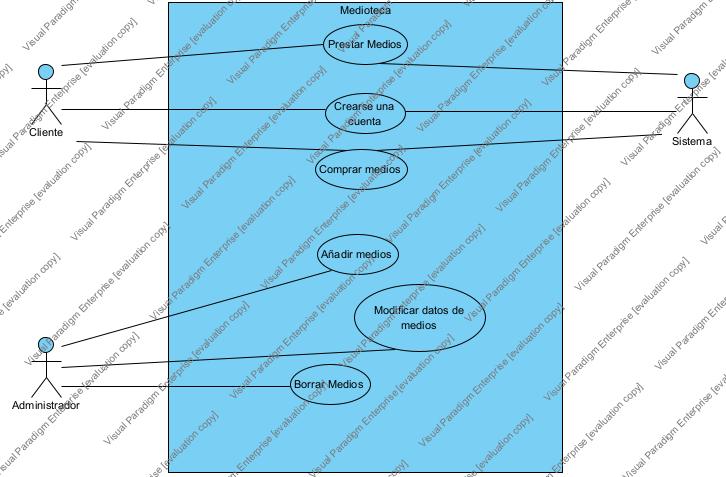 Medioteca
Prestar Medios
Cliente
Crearse una
cuenta
Sistema
Comprar medios
Añadir medios
Modificar datos de
medios
Administrador
Borrar Medios
Visual Paradigm Enterprise [evaluation copy]